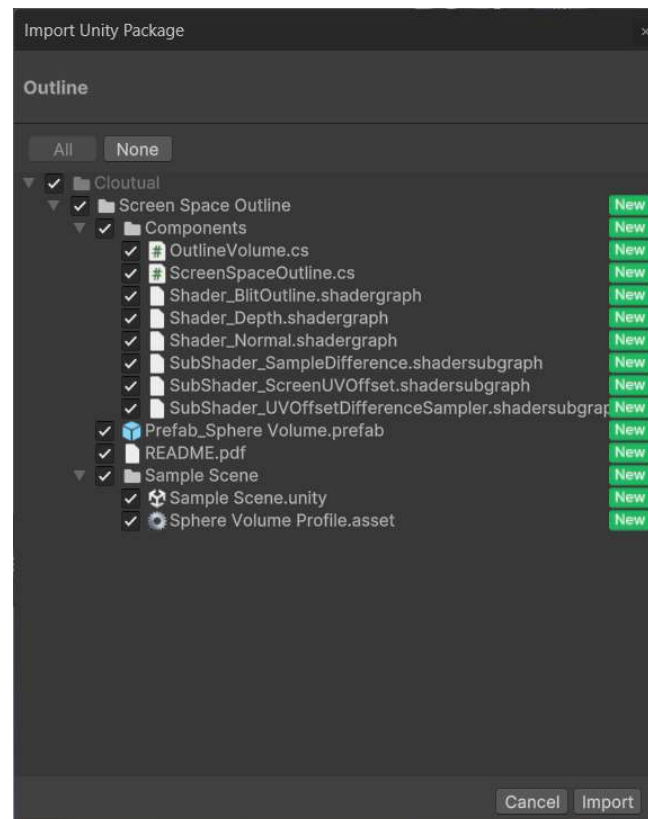 Import Unity Package
Outline
All None
Cloutual
Screen Space Outline New
Components New
OutlineVolume.cs New
ScreenSpaceOutline.cs New
Shader_BlitOutline.shadergraph New
Shader_Depth.shadergraph New
Shader_Normal.shadergraph New
SubShader_SampleDifference.shadersubgraph New
SubShader_ScreenUVOffset.shadersubgraph New
SubShader_UVOffsetDifferenceSampler.shadersubgrap New
Prefab_Sphere Volume.prefab New
README.pdf New
Sample Scene New
Sample Scene.unity New
Sphere Volume Profile.asset New
Cancel Import